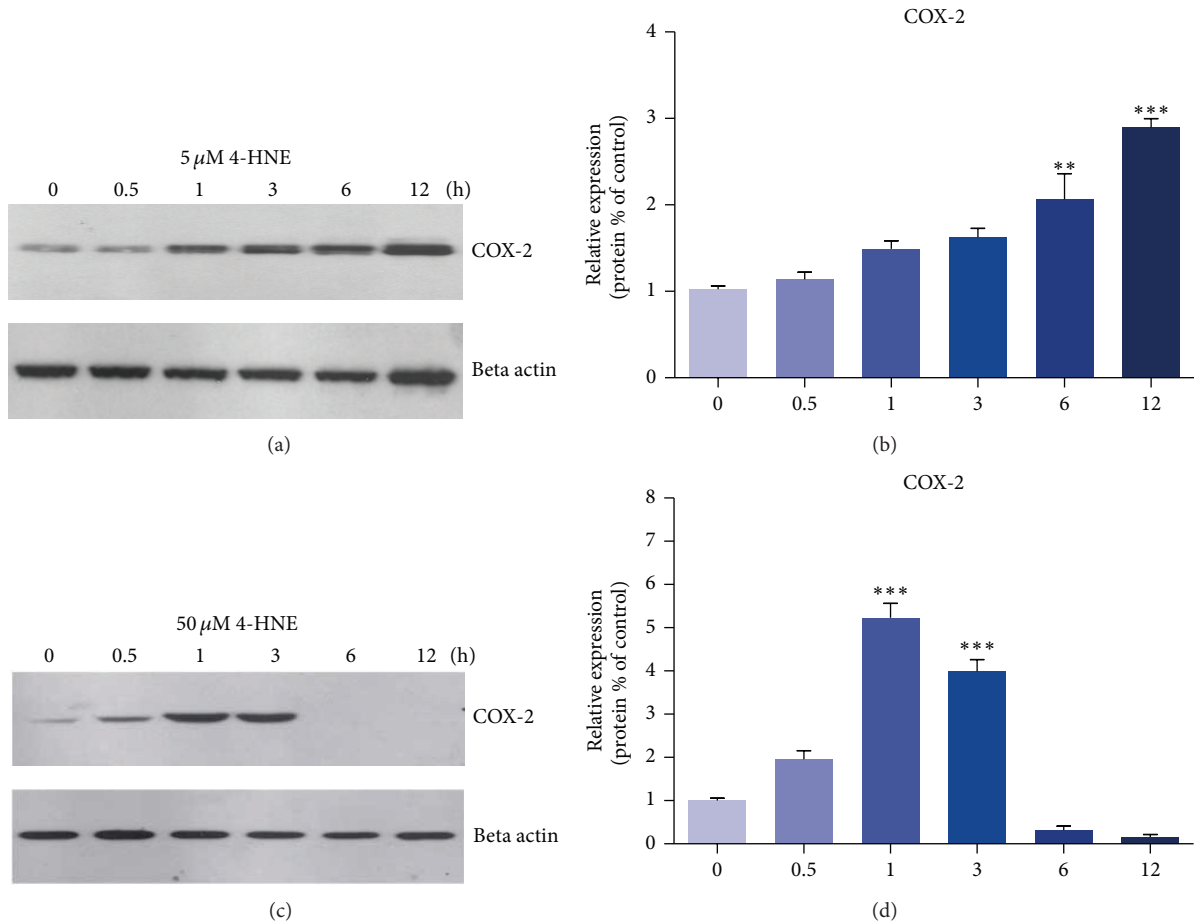 5 μM 4-HNE
0 0.5 1 3 6 12 (h)
COX-2
Beta actin
(a)
COX-2
Relative expression
(protein % of control)
4
3
2
1
0
**
***
0 0.5 1 3 6 12
(b)
50 μM 4-HNE
0 0.5 1 3 6 12 (h)
COX-2
Beta actin
(c)
COX-2
Relative expression
(protein % of control)
8
7
6
5
4
3
2
1
0
***
***
0 0.5 1 3 6 12
(d)